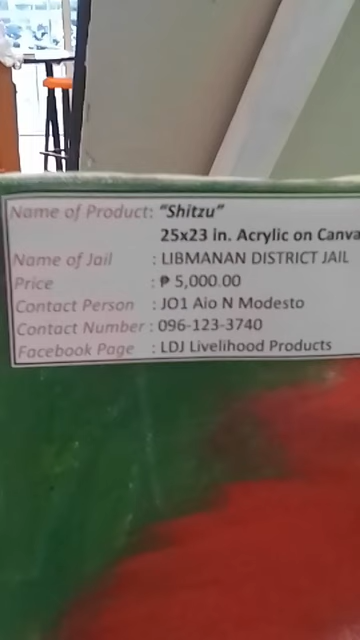 Name of Product: "Shitzu"
25x23 in. Acrylic on Canva
Name of Jail : LIBMANAN DISTRICT JAIL
Price : ₱ 5,000.00
Contact Person : JO1 Aio N Modesto
Contact Number : 096-123-3740
Facebook Page : LDJ Livelihood Products